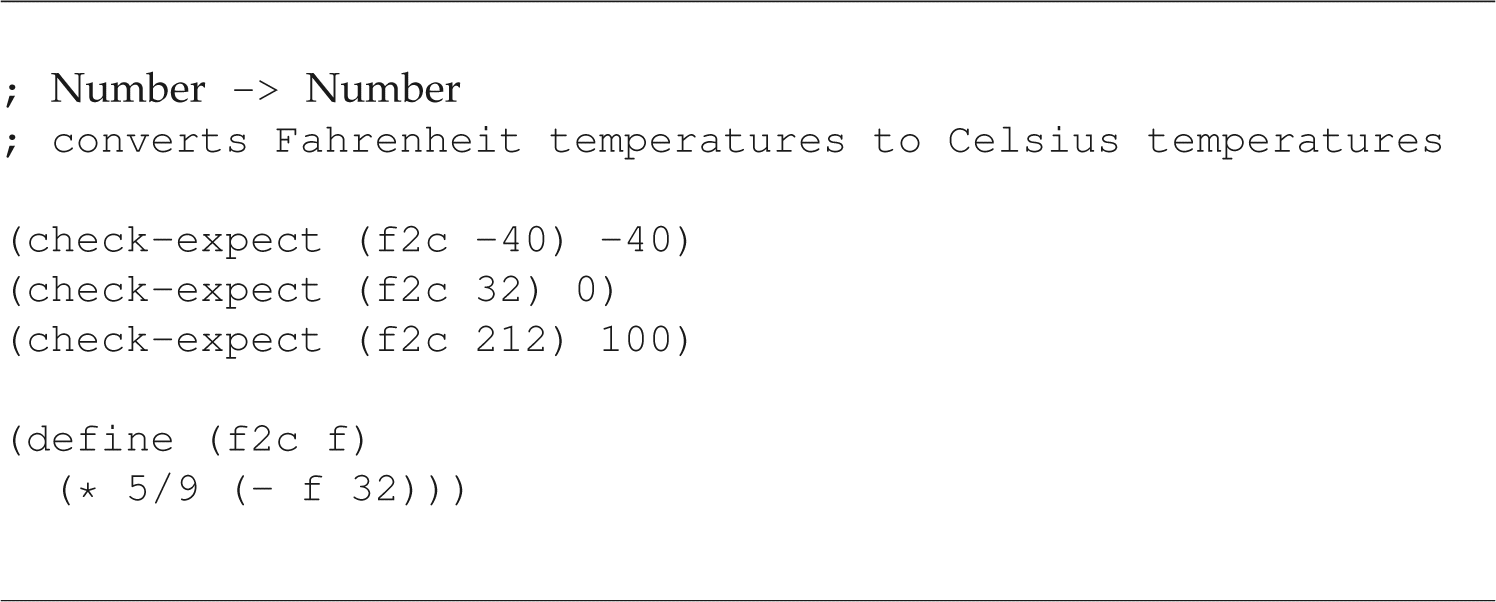 ; Number -> Number
; converts Fahrenheit temperatures to Celsius temperatures
(check-expect (f2c -40) -40)
(check-expect (f2c 32) 0)
(check-expect (f2c 212) 100)
(define (f2c f)
  (* 5/9 (- f 32)))